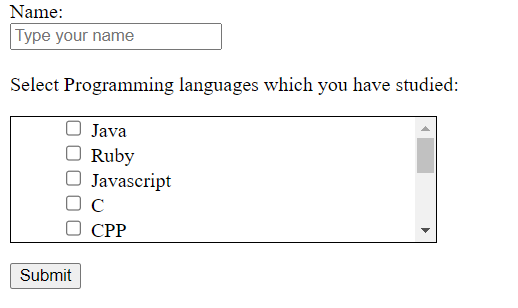 Name:
Type your name
Select Programming languages which you have studied:
Java
Ruby
Javascript
C
CPP
Submit